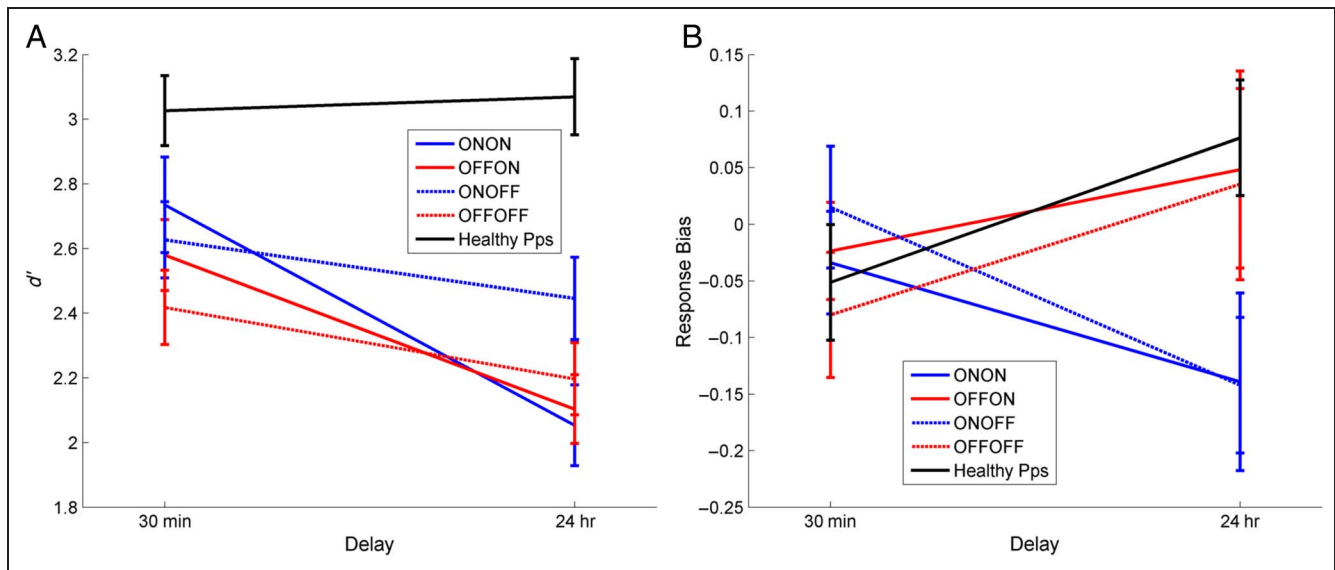 A
d′
3.2
3
2.8
2.6
2.4
2.2
2
1.8
ONON
OFFON
ONOFF
OFFOFF
Healthy Pps
30 min
24 hr
Delay
B
Response Bias
0.15
0.1
0.05
0
–0.05
–0.1
–0.15
–0.2
–0.25
ONON
OFFON
ONOFF
OFFOFF
Healthy Pps
30 min
24 hr
Delay